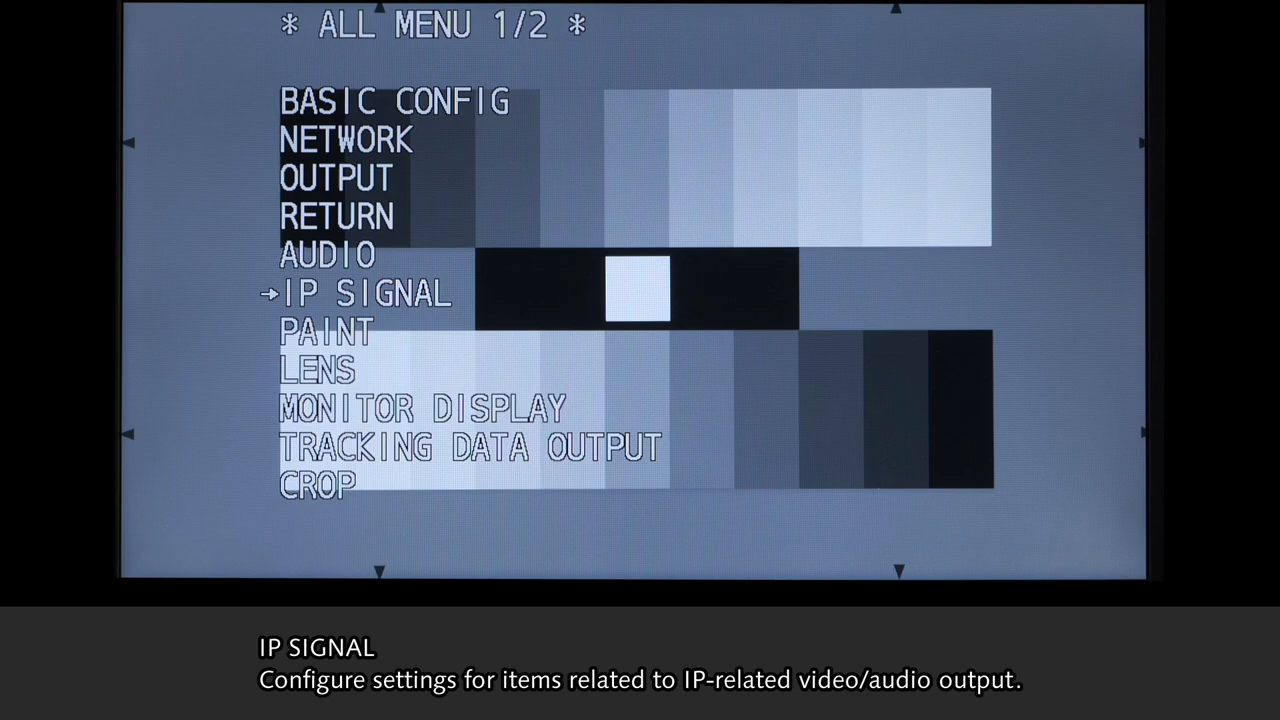 * ALL MENU 1/2 *
BASIC CONFIG
NETWORK
OUTPUT
RETURN
AUDIO
→IP SIGNAL
PAINT
LENS
MONITOR DISPLAY
TRACKING DATA OUTPUT
CROP
IP SIGNAL
Configure settings for items related to IP-related video/audio output.